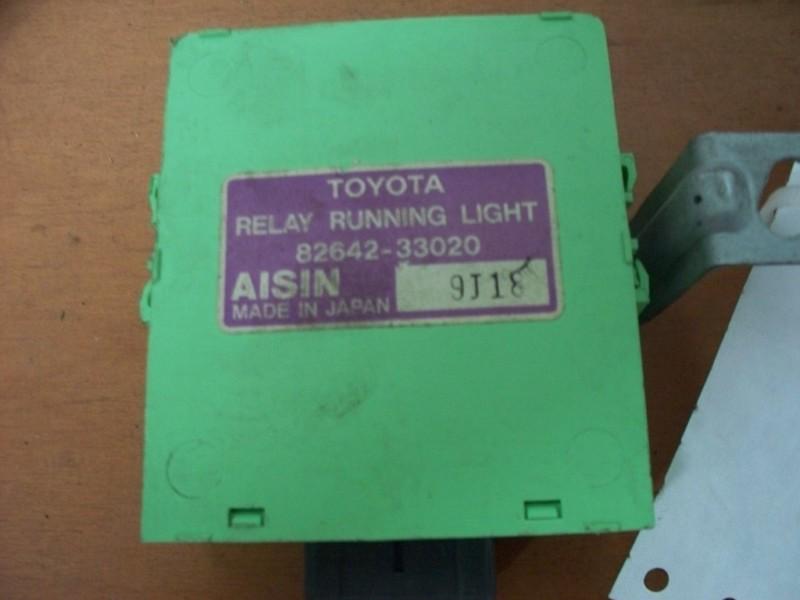 TOYOTA
RELAY RUNNING LIGHT
82642-33020
AISIN 9J18
MADE IN JAPAN